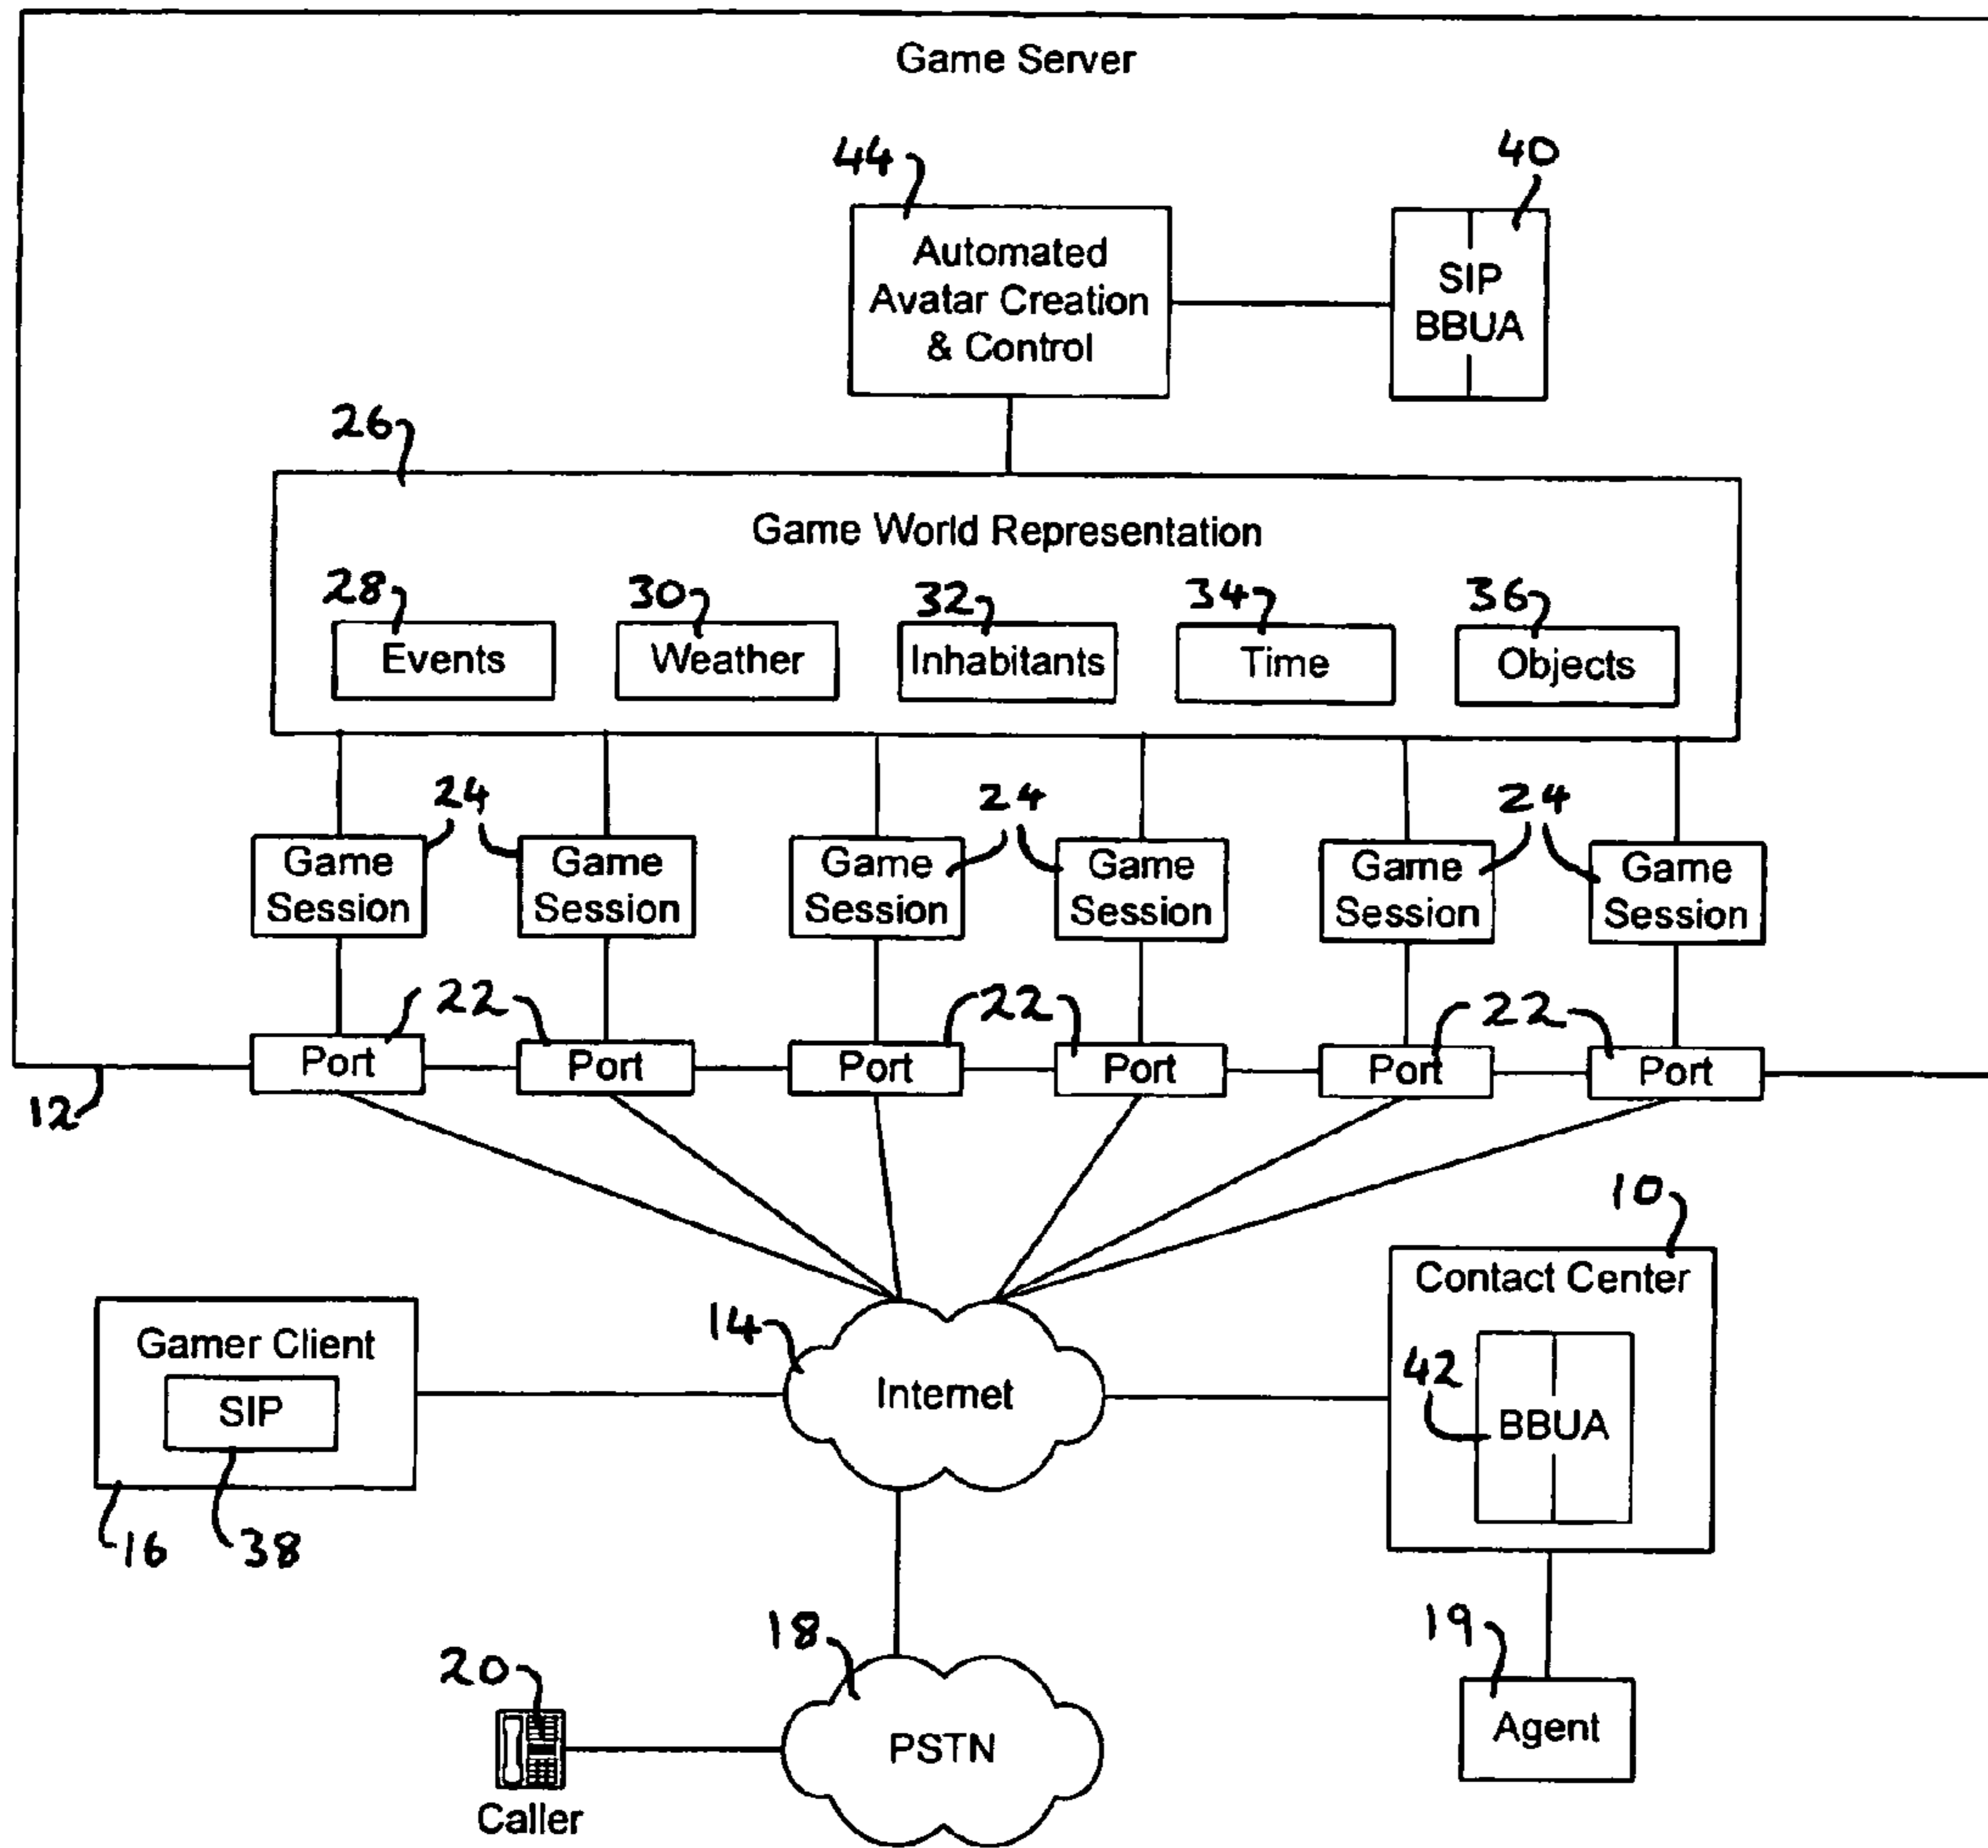 Game Server
44
40
Automated
Avatar Creation
& Control
SIP
BBUA
26
Game World Representation
28
30
32
34
36
Events
Weather
Inhabitants
Time
Objects
24
24
24
Game
Session
Game
Session
Game
Session
Game
Session
Game
Session
Game
Session
22
22
22
Port
Port
Port
Port
Port
Port
12
10
Contact Center
14
Gamer Client
SIP
Internet
42
BBUA
16
38
18
19
20
PSTN
Agent
Caller